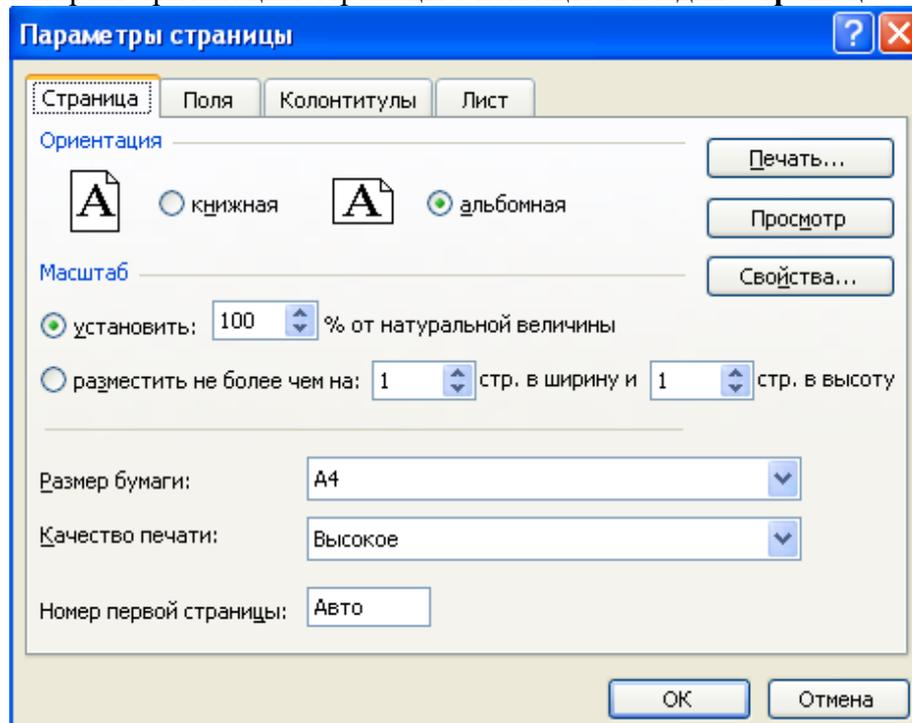 Параметры страницы
Страница Поля Колонтитулы Лист
Ориентация
A книжная A альбомная
Печать...
Просмотр
Свойства...
Масштаб
установить: 100 % от натуральной величины
разместить не более чем на: 1 стр. в ширину и 1 стр. в высоту
Размер бумаги: A4
Качество печати: Высокое
Номер первой страницы: Авто
ОК Отмена